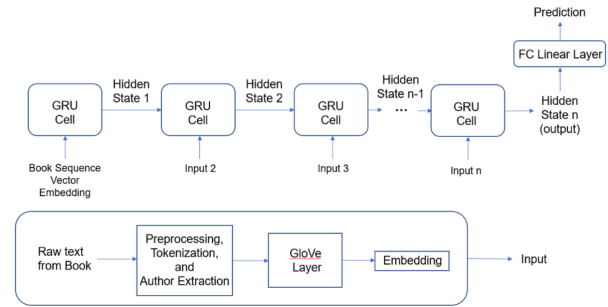 Prediction
FC Linear Layer
Hidden
State 1
Hidden
State 2
Hidden
State n-1
GRU
Cell
GRU
Cell
GRU
Cell
...
GRU
Cell
Hidden
State n
(output)
Book Sequence
Vector
Embedding
Input 2
Input 3
Input n
Raw text
from Book
Preprocessing,
Tokenization,
and
Author Extraction
GloVe
Layer
Embedding
Input